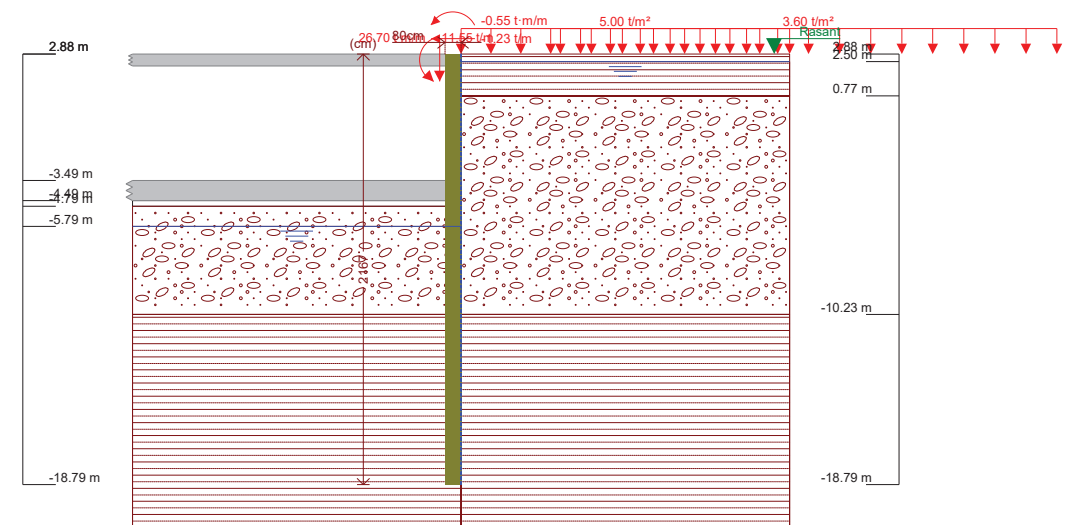 -0.55 t·m/m
5.00 t/m²
3.60 t/m²
80cm
26.70
11.55 t/m
0.23 t/m
Rasant
(cm)
2.88 m
2.88 m
2.50 m
0.77 m
-3.49 m
-4.49 m
-4.79 m
-5.79 m
2167
-10.23 m
-18.79 m
-18.79 m